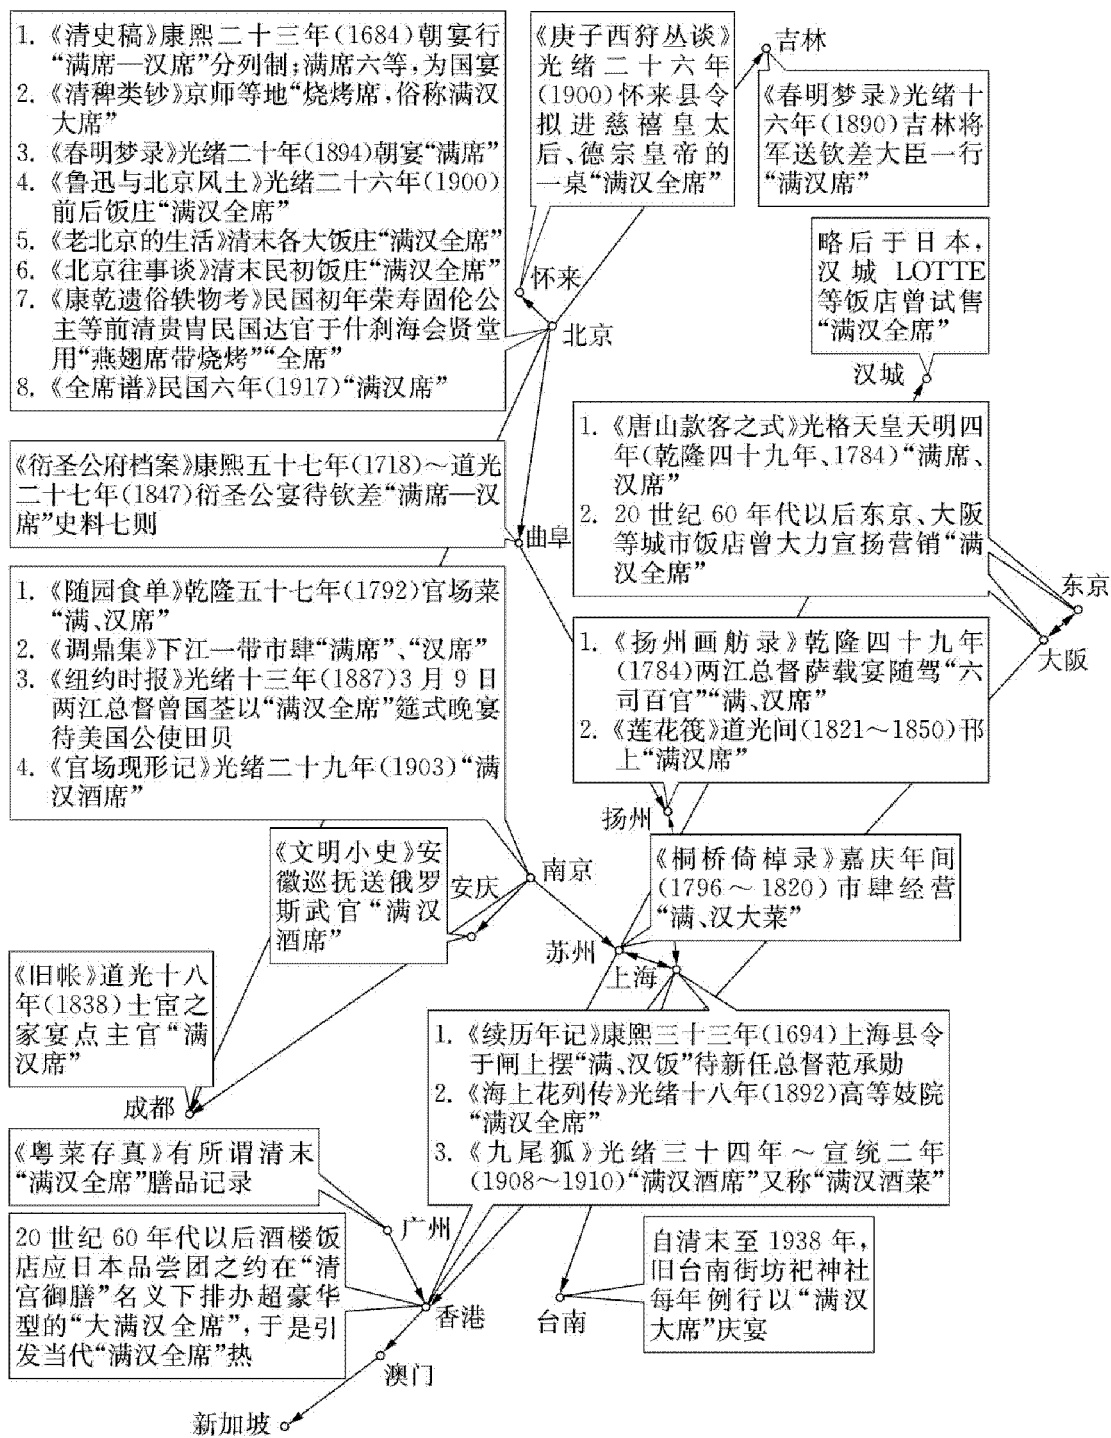 1. 《清史稿》康熙二十三年(1684)朝宴行
“满席—汉席”分列制;满席六等,为国宴
2. 《清稗类钞》京师等地“烧烤席,俗称满汉
大席”
3. 《春明梦录》光绪二十年(1894)朝宴“满席”
4. 《鲁迅与北京风土》光绪二十六年(1900)
前后饭庄“满汉全席”
5. 《老北京的生活》清末各大饭庄“满汉全席”
6. 《北京往事谈》清末民初饭庄“满汉全席”
7. 《康乾遗俗轶物考》民国初年荣寿固伦公
主等前清贵胄民国达官于什刹海会贤堂
用“燕翅席带烧烤”“全席”
8. 《全席谱》民国六年(1917)“满汉席”
《庚子西狩丛谈》
光绪二十六年
(1900)怀来县令
拟进慈禧皇太
后、德宗皇帝的
一桌“满汉全席”
吉林
《春明梦录》光绪十
六年(1890)吉林将
军送钦差大臣一行
“满汉席”
略后于日本,
汉城 LOTTE
等饭店曾试售
“满汉全席”
怀来
北京
汉城
《衍圣公府档案》康熙五十七年(1718)~道光
二十七年(1847)衍圣公宴待钦差“满席—汉
席”史料七则
曲阜
1. 《唐山款客之式》光格天皇天明四
年(乾隆四十九年、1784)“满席、
汉席”
2. 20 世纪 60 年代以后东京、大阪
等城市饭店曾大力宣扬营销“满
汉全席”
东京
大阪
1. 《随园食单》乾隆五十七年(1792)官场菜
“满、汉席”
2. 《调鼎集》下江一带市肆“满席”、“汉席”
3. 《纽约时报》光绪十三年(1887)3 月 9 日
两江总督曾国荃以“满汉全席”筵式晚宴
待美国公使田贝
4. 《官场现形记》光绪二十九年(1903)“满
汉酒席”
1. 《扬州画舫录》乾隆四十九年
(1784)两江总督萨载宴随驾“六
司百官”“满、汉席”
2. 《莲花筏》道光间(1821~1850)邗
上“满汉席”
扬州
《文明小史》安
徽巡抚送俄罗
斯武官“满汉
酒席”
安庆
南京
《桐桥倚棹录》嘉庆年间
(1796~1820)市肆经营
“满、汉大菜”
苏州
上海
《旧帐》道光十八
年(1838)士宦之
家宴点主官“满
汉席”
成都
1. 《续历年记》康熙三十三年(1694)上海县令
于闸上摆“满、汉饭”待新任总督范承勋
2. 《海上花列传》光绪十八年(1892)高等妓院
“满汉全席”
3. 《九尾狐》光绪三十四年~宣统二年
(1908~1910)“满汉酒席”又称“满汉酒菜”
《粤菜存真》有所谓清末
“满汉全席”膳品记录
广州
20 世纪 60 年代以后酒楼饭
店应日本品尝团之约在“清
宫御膳”名义下排办超豪华
型的“大满汉全席”,于是引
发当代“满汉全席”热
香港
台南
自清末至 1938 年,
旧台南街坊祀神社
每年例行以“满汉
大席”庆宴
澳门
新加坡